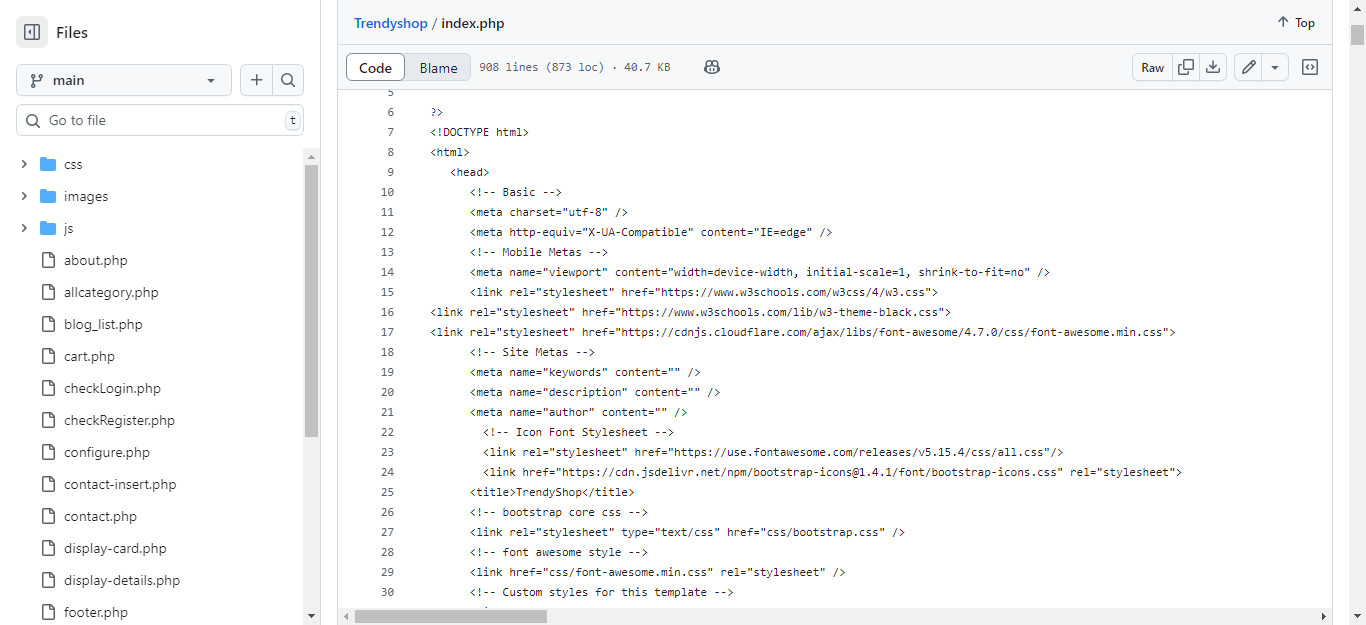 Files
main
Go to file
t
css
images
js
about.php
allcategory.php
blog_list.php
cart.php
checkLogin.php
checkRegister.php
configure.php
contact-insert.php
contact.php
display-card.php
display-details.php
footer.php
Trendyshop / index.php
Top
Code Blame 908 lines (873 loc) · 40.7 KB
Raw
5
6 ?>
7 <!DOCTYPE html>
8 <html>
9 <head>
10 <!-- Basic -->
11 <meta charset="utf-8" />
12 <meta http-equiv="X-UA-Compatible" content="IE=edge" />
13 <!-- Mobile Metas -->
14 <meta name="viewport" content="width=device-width, initial-scale=1, shrink-to-fit=no" />
15 <link rel="stylesheet" href="https://www.w3schools.com/w3css/4/w3.css">
16 <link rel="stylesheet" href="https://www.w3schools.com/lib/w3-theme-black.css">
17 <link rel="stylesheet" href="https://cdnjs.cloudflare.com/ajax/libs/font-awesome/4.7.0/css/font-awesome.min.css">
18 <!-- Site Metas -->
19 <meta name="keywords" content="" />
20 <meta name="description" content="" />
21 <meta name="author" content="" />
22 <!-- Icon Font Stylesheet -->
23 <link rel="stylesheet" href="https://use.fontawesome.com/releases/v5.15.4/css/all.css"/>
24 <link href="https://cdn.jsdelivr.net/npm/bootstrap-icons@1.4.1/font/bootstrap-icons.css" rel="stylesheet">
25 <title>TrendyShop</title>
26 <!-- bootstrap core css -->
27 <link rel="stylesheet" type="text/css" href="css/bootstrap.css" />
28 <!-- font awesome style -->
29 <link href="css/font-awesome.min.css" rel="stylesheet" />
30 <!-- Custom styles for this template -->